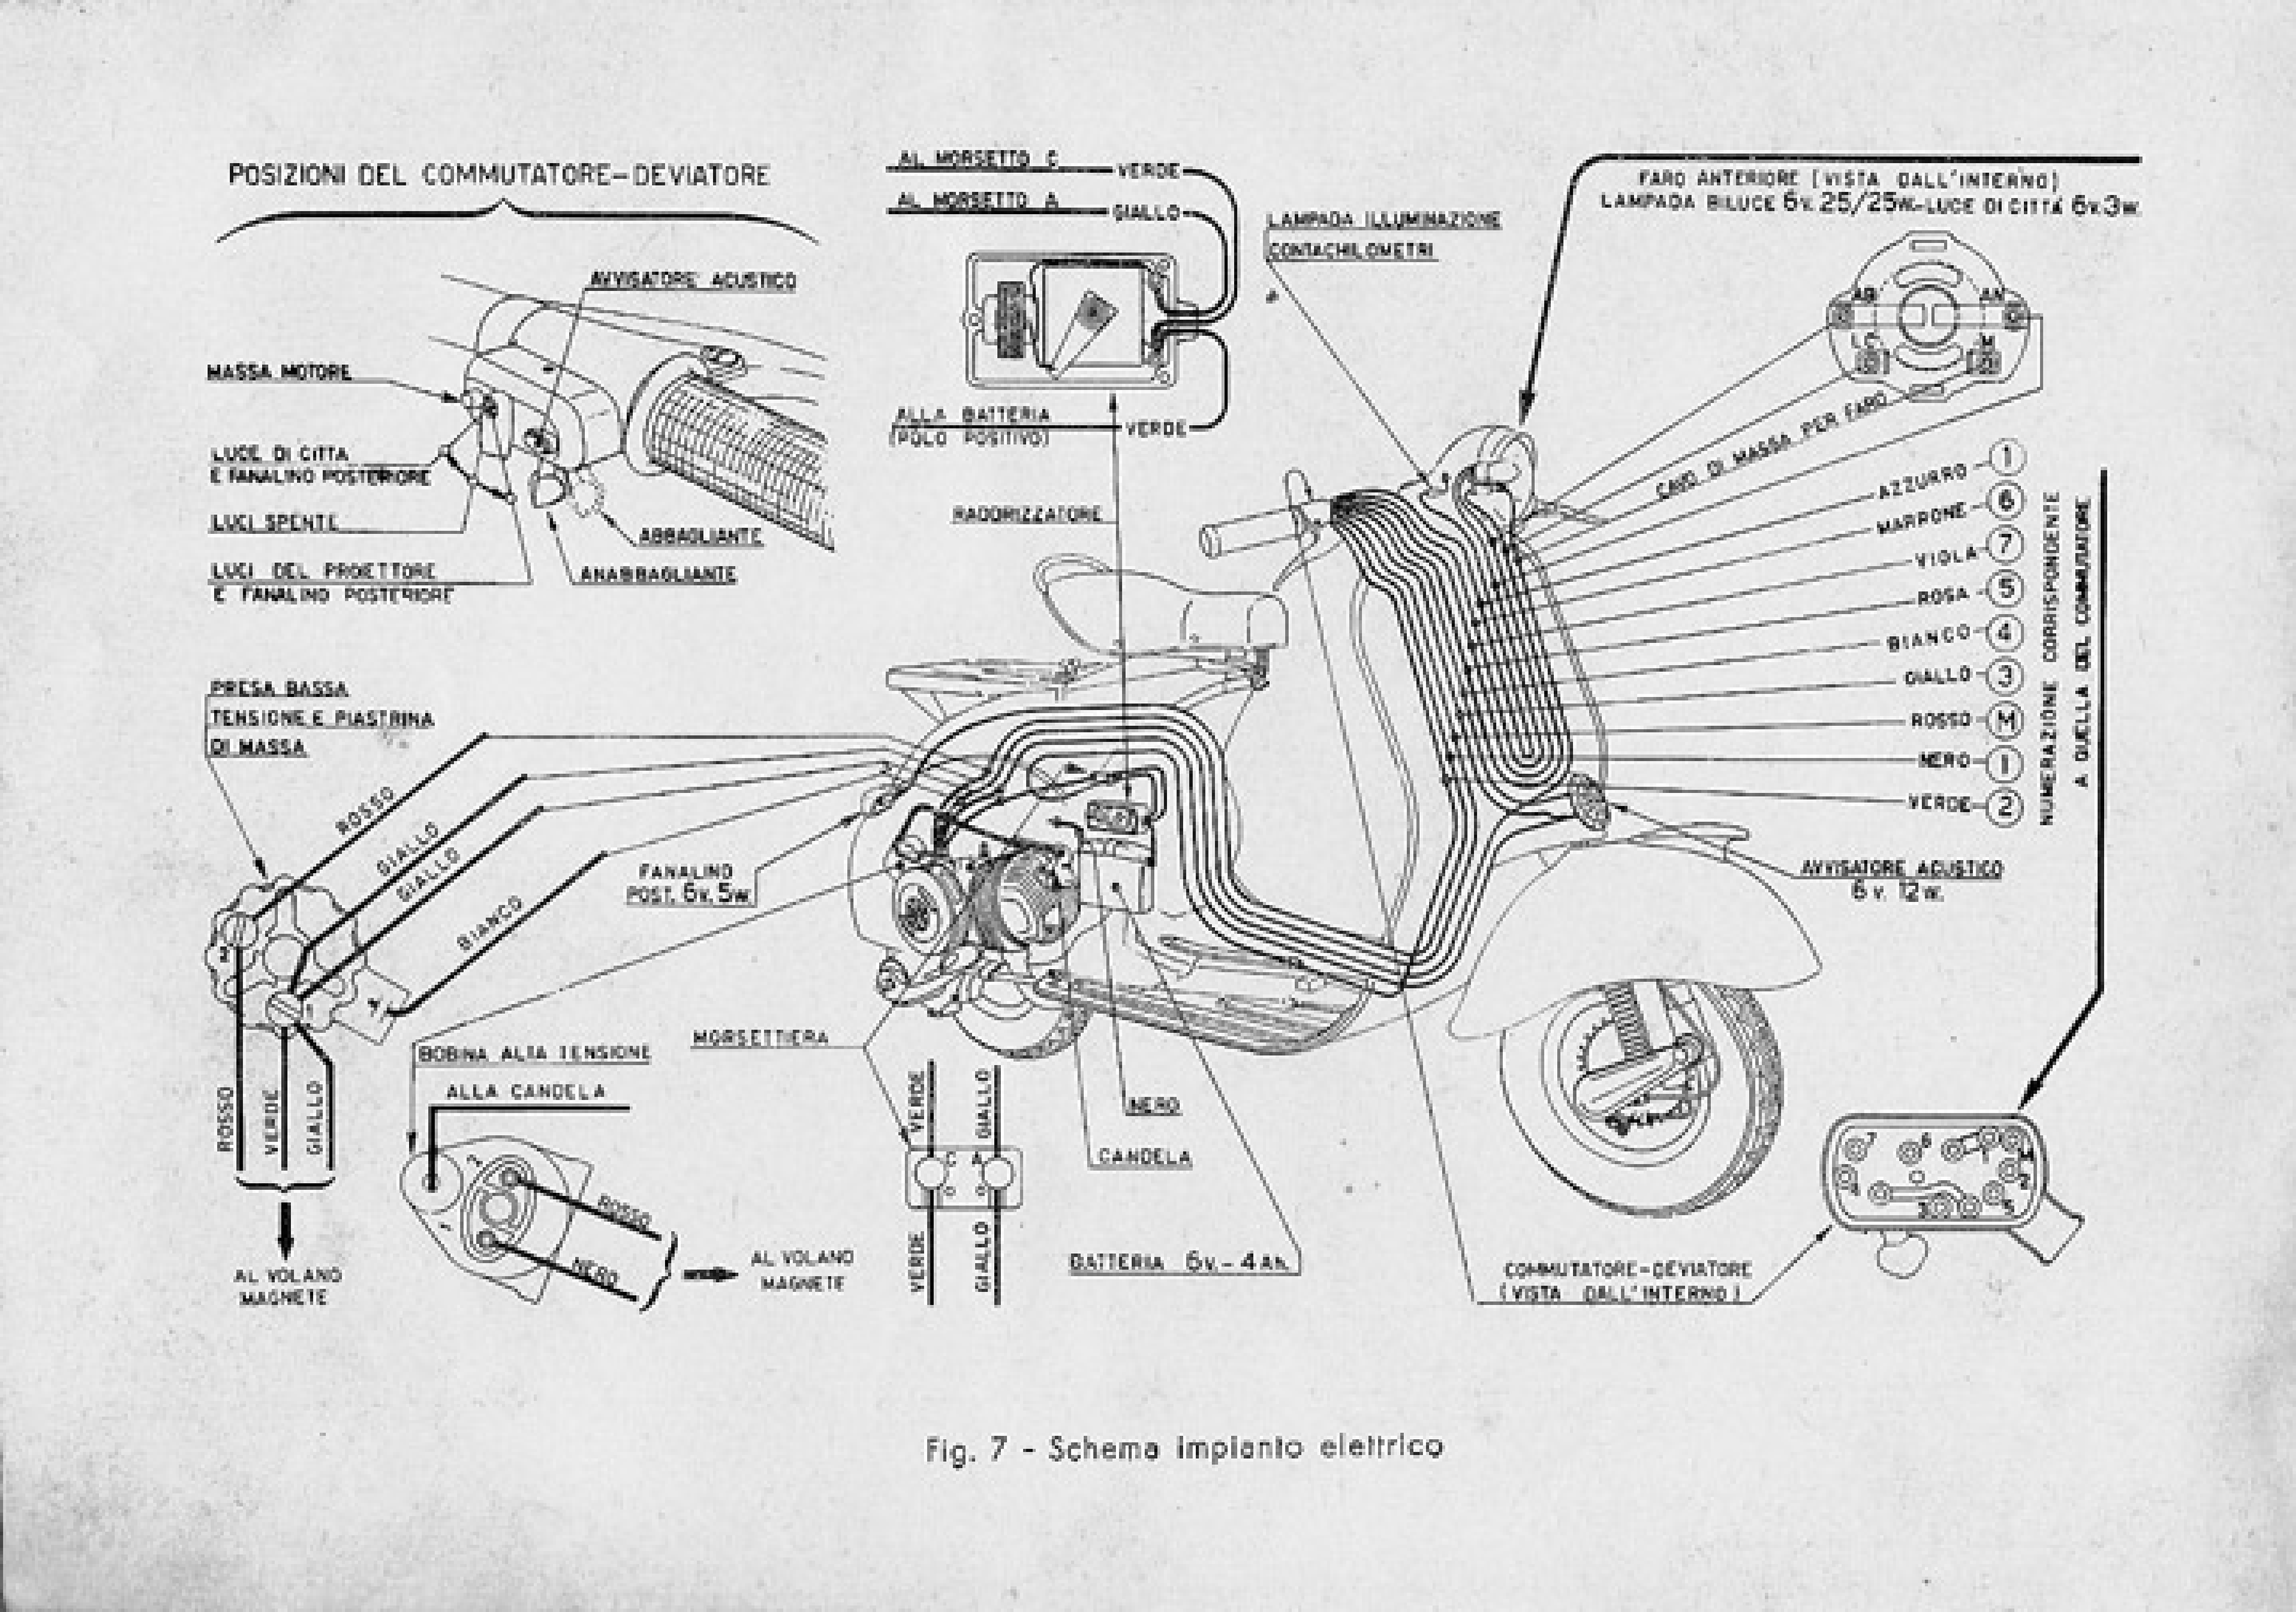 POSIZIONI DEL COMMUTATORE-DEVIATORE
AVVISATORE ACUSTICO
MASSA MOTORE
LUCE DI CITTA
E FANALINO POSTERIORE
LUCI SPENTE
LUCI DEL PROIETTORE
E FANALINO POSTERIORE
ABBAGLIANTE
ANABBAGLIANTE
AL MORSETTO C
VERDE
AL MORSETTO A
GIALLO
ALLA BATTERIA
(POLO POSITIVO)
VERDE
RADDRIZZATORE
LAMPADA ILLUMINAZIONE
CONTACHILOMETRI
FARO ANTERIORE (VISTA DALL'INTERNO)
LAMPADA BILUCE 6v. 25/25w.-LUCE DI CITTÀ 6v.3w.
AB
AN
LC
M
CAVO DI MASSA PER FARO
AZZURRO 1
MARRONE 6
VIOLA 7
ROSA 5
BIANCO 4
GIALLO 3
ROSSO M
NERO 1
VERDE 2
NUMERAZIONE CORRISPONDENTE
A QUELLA DEL COMMUTATORE
AVVISATORE ACUSTICO
6 v. 12w.
PRESA BASSA
TENSIONE E PIASTRINA
DI MASSA
ROSSO
GIALLO
GIALLO
BIANCO
2
1
ROSSO
VERDE
GIALLO
AL VOLANO
MAGNETE
FANALINO
POST. 6v. 5w.
BOBINA ALTA TENSIONE
ALLA CANDELA
2
1
ROSSO
NERO
AL VOLANO
MAGNETE
MORSETTIERA
VERDE
GIALLO
C A
VERDE
GIALLO
NERO
CANDELA
BATTERIA 6v.-4Ah.
COMMUTATORE-DEVIATORE
(VISTA DALL'INTERNO)
7
6
1
M
2
4
3
5
Fig. 7 - Schema impianto elettrico